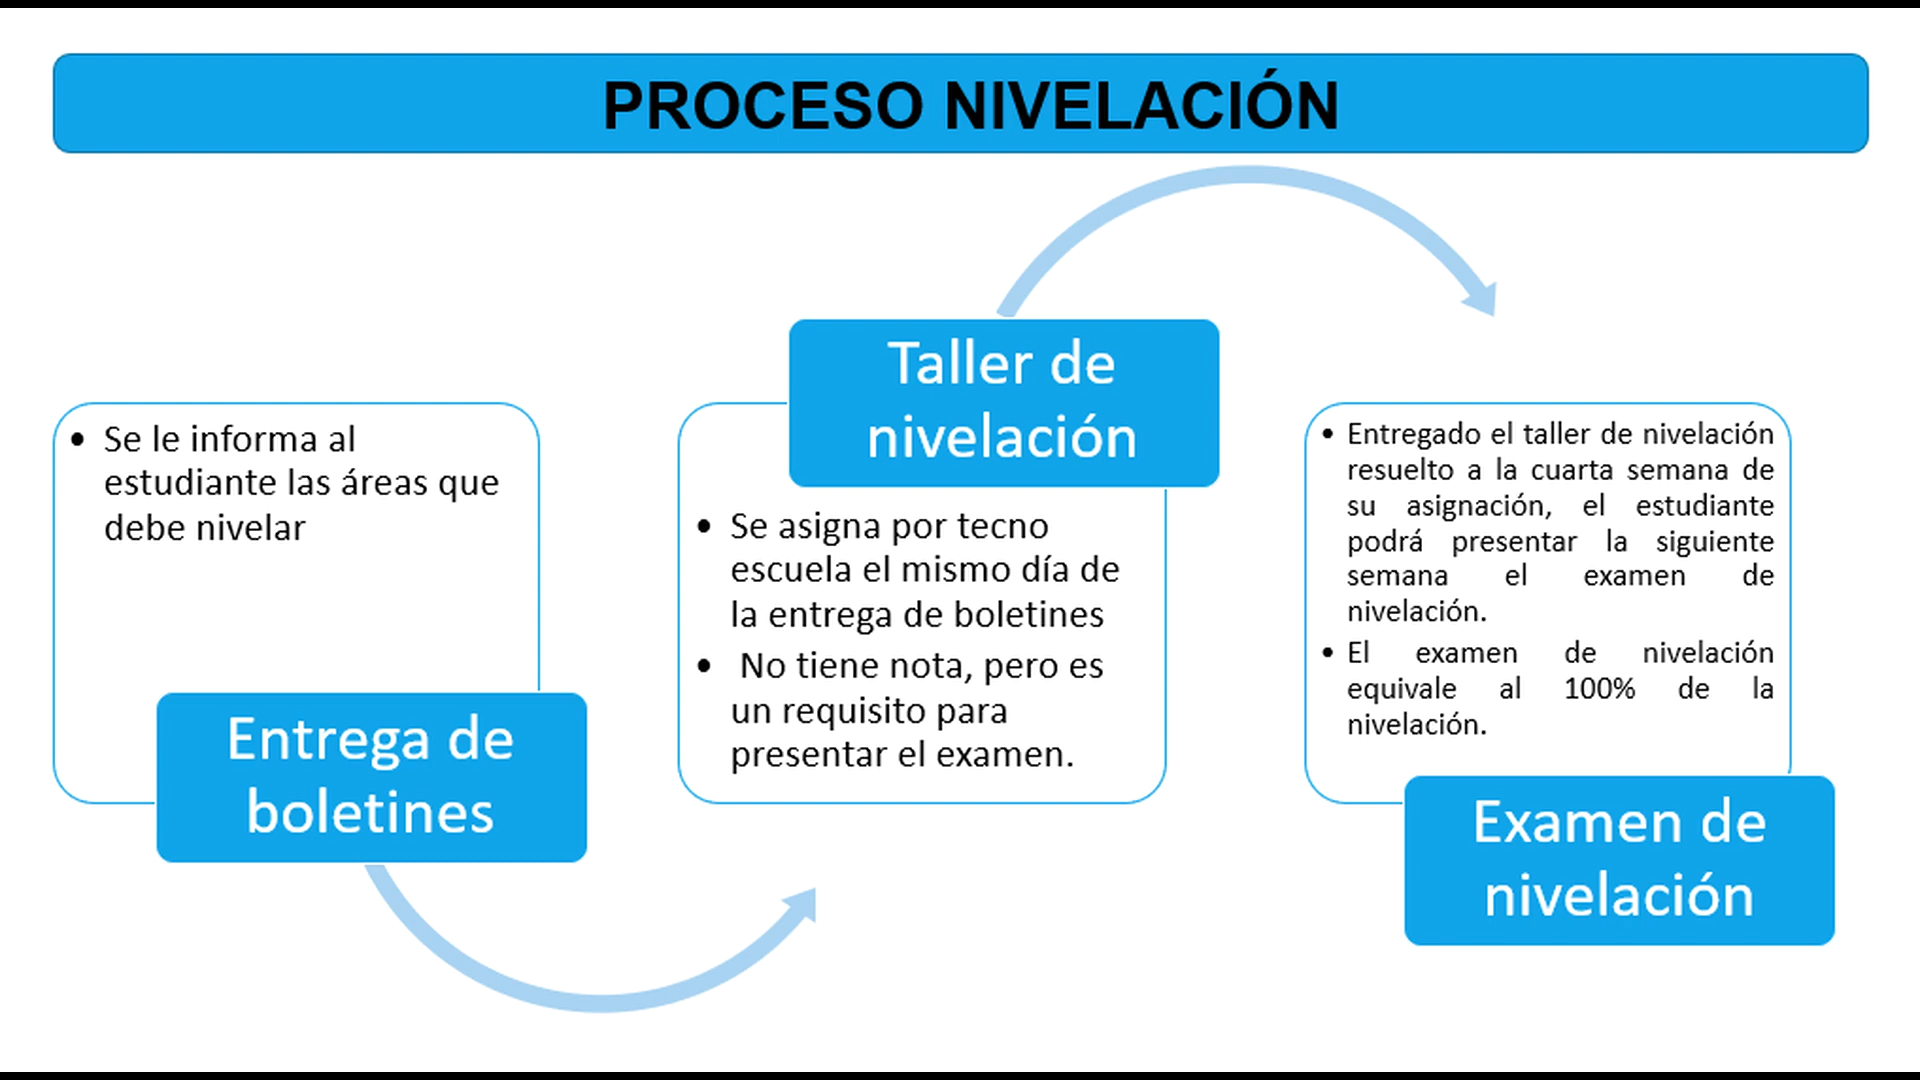 PROCESO NIVELACIÓN
• Se le informa al
estudiante las áreas que
debe nivelar
Entrega de
boletines
Taller de
nivelación
• Se asigna por tecno
escuela el mismo día de
la entrega de boletines
• No tiene nota, pero es
un requisito para
presentar el examen.
• Entregado el taller de nivelación
resuelto a la cuarta semana de
su asignación, el estudiante
podrá presentar la siguiente
semana el examen de
nivelación.
• El examen de nivelación
equivale al 100% de la
nivelación.
Examen de
nivelación